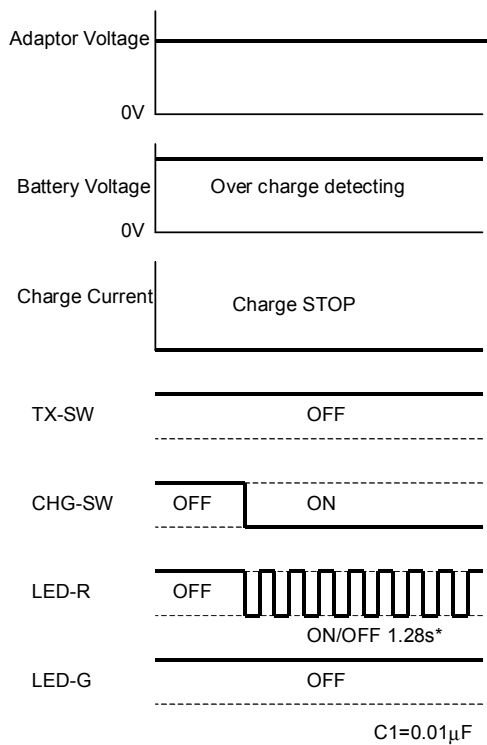 Adaptor Voltage
0V
Battery Voltage Over charge detecting
0V
Charge Current Charge STOP
TX-SW OFF
CHG-SW OFF ON
LED-R OFF
ON/OFF 1.28s*
LED-G OFF
C1=0.01μF